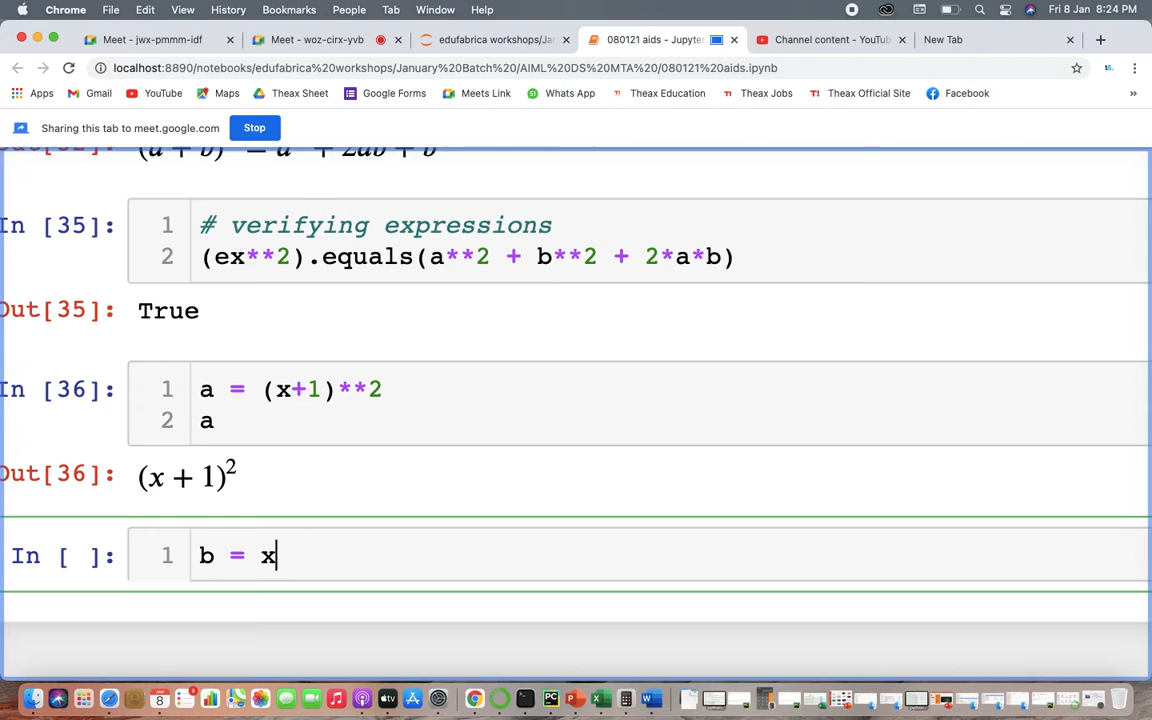 Chrome File Edit View History Bookmarks People Tab Window Help Fri 8 Jan 8:24 PM
Meet - jwx-pmmm-idf Meet - woz-cirx-yvb edufabrica workshops/Jan 080121 aids - Jupyter Channel content - YouTub New Tab
localhost:8890/notebooks/edufabrica%20workshops/January%20Batch%20/AIML%20DS%20MTA%20/080121%20aids.ipynb
Apps Gmail YouTube Maps Theax Sheet Google Forms Meets Link Whats App Theax Education Theax Jobs Theax Official Site Facebook »
Sharing this tab to meet.google.com Stop
In [35]: 1 # verifying expressions
2 (ex**2).equals(a**2 + b**2 + 2*a*b)
Out[35]: True
In [36]: 1 a = (x+1)**2
2 a
Out[36]: (x + 1)²
In [ ]: 1 b = x